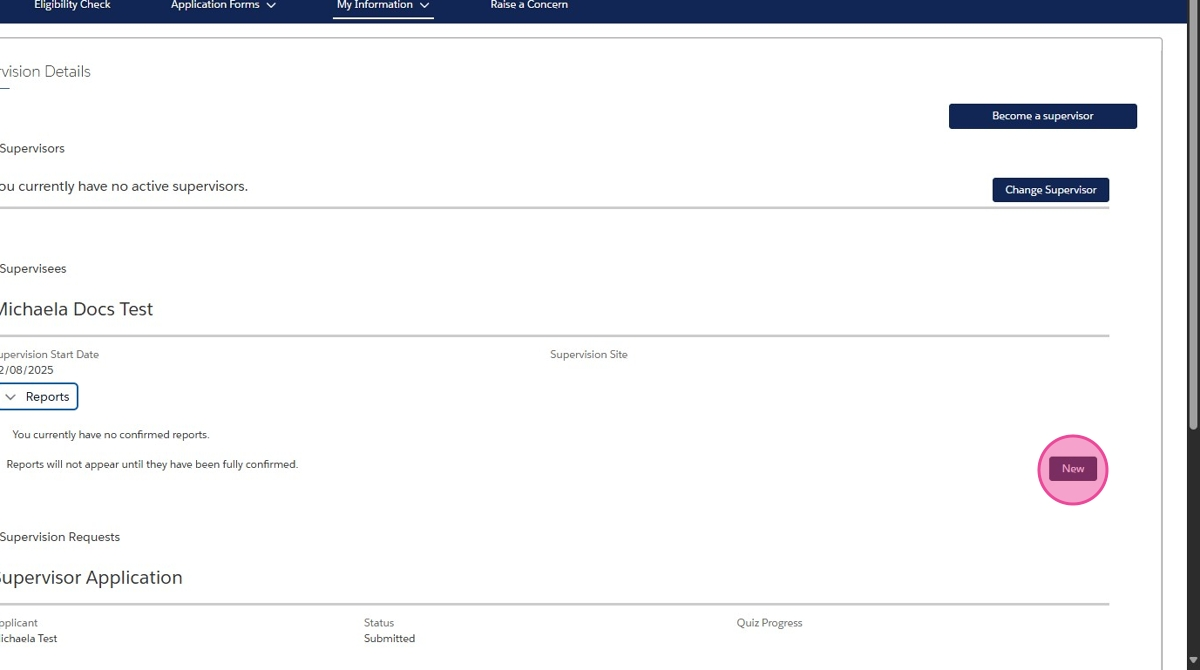 Eligibility Check Application Forms My Information Raise a Concern
vision Details
Become a supervisor
Supervisors
ou currently have no active supervisors.
Change Supervisor
Supervisees
Michaela Docs Test
upervision Start Date Supervision Site
2/08/2025
Reports
You currently have no confirmed reports.
Reports will not appear until they have been fully confirmed.
New
Supervision Requests
Supervisor Application
pplicant Status Quiz Progress
ichaela Test Submitted